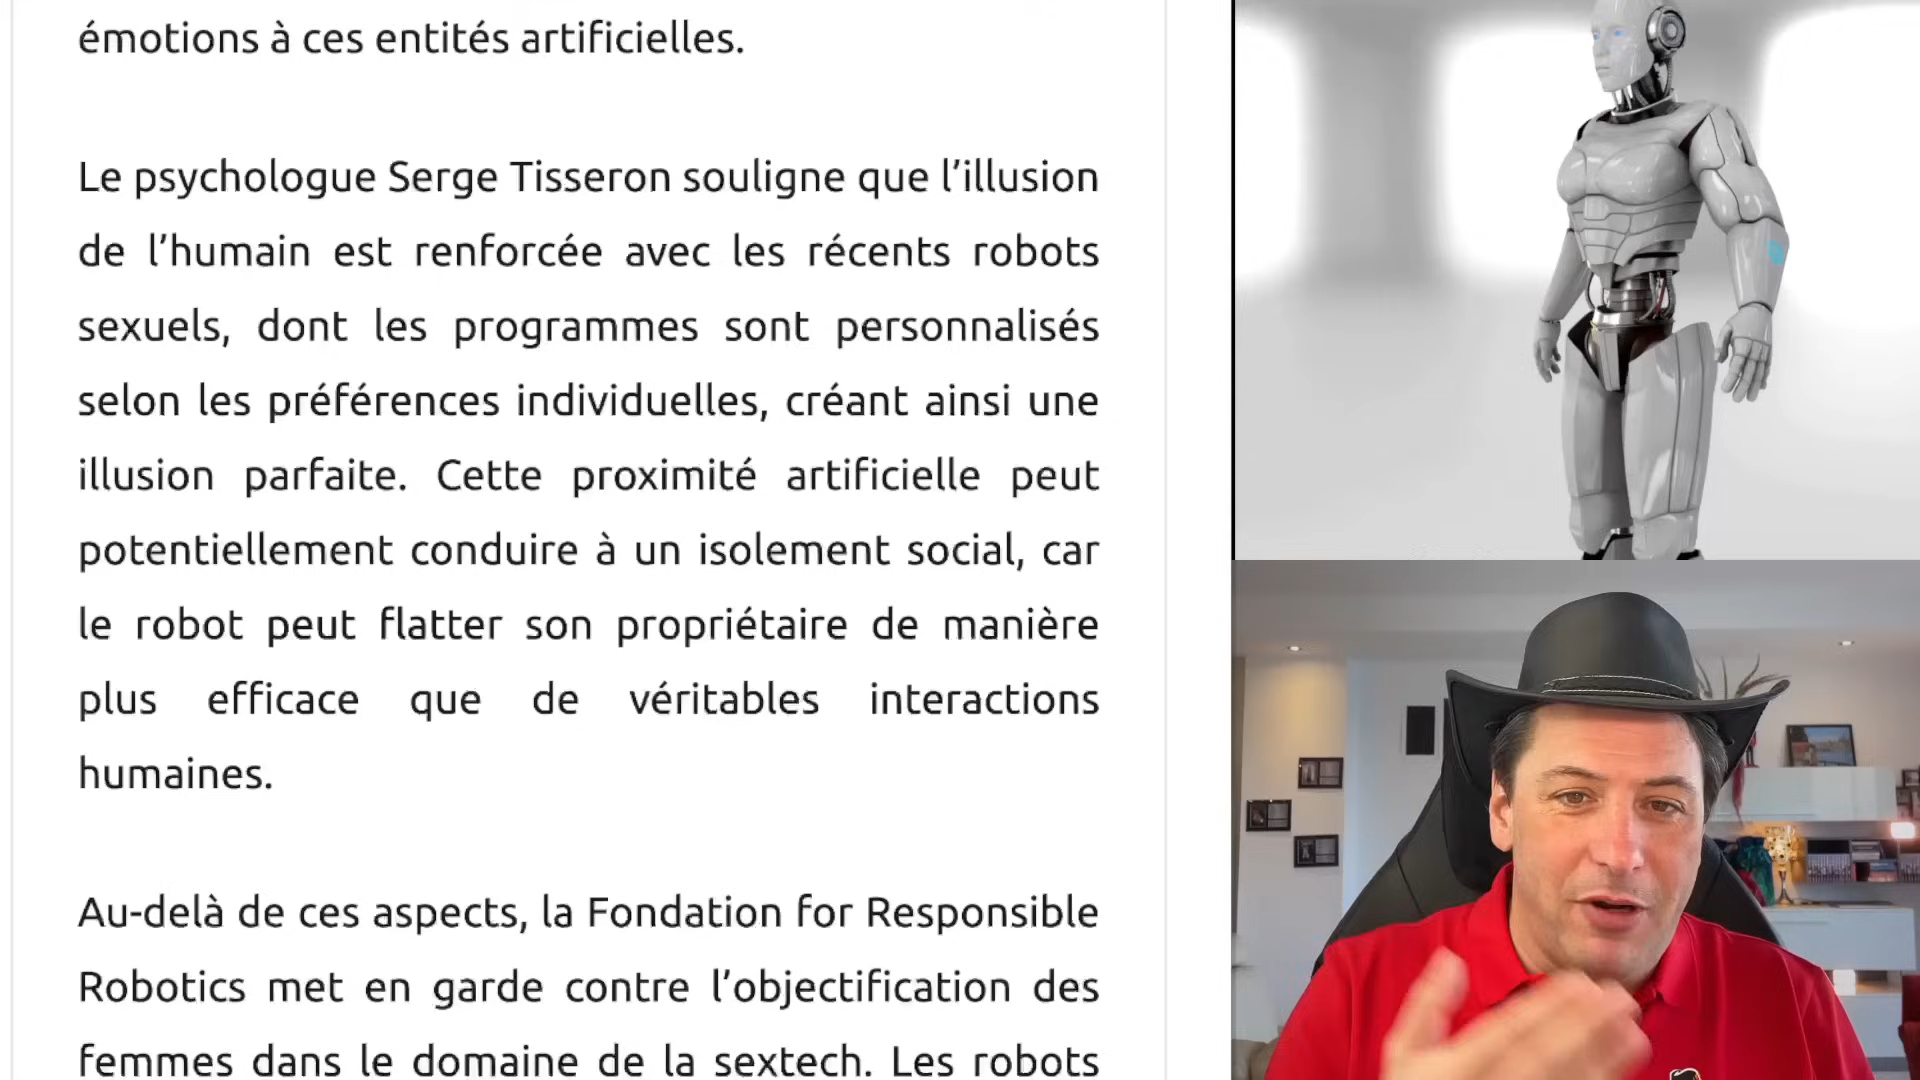 émotions à ces entités artificielles.
Le psychologue Serge Tisseron souligne que l’illusion
de l’humain est renforcée avec les récents robots
sexuels, dont les programmes sont personnalisés
selon les préférences individuelles, créant ainsi une
illusion parfaite. Cette proximité artificielle peut
potentiellement conduire à un isolement social, car
le robot peut flatter son propriétaire de manière
plus efficace que de véritables interactions
humaines.
Au-delà de ces aspects, la Fondation for Responsible
Robotics met en garde contre l’objectification des
femmes dans le domaine de la sextech. Les robots